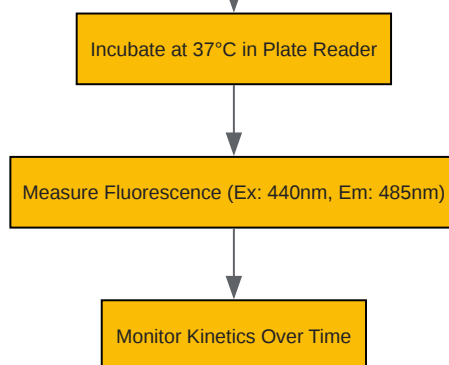 Incubate at 37°C in Plate Reader
Measure Fluorescence (Ex: 440nm, Em: 485nm)
Monitor Kinetics Over Time